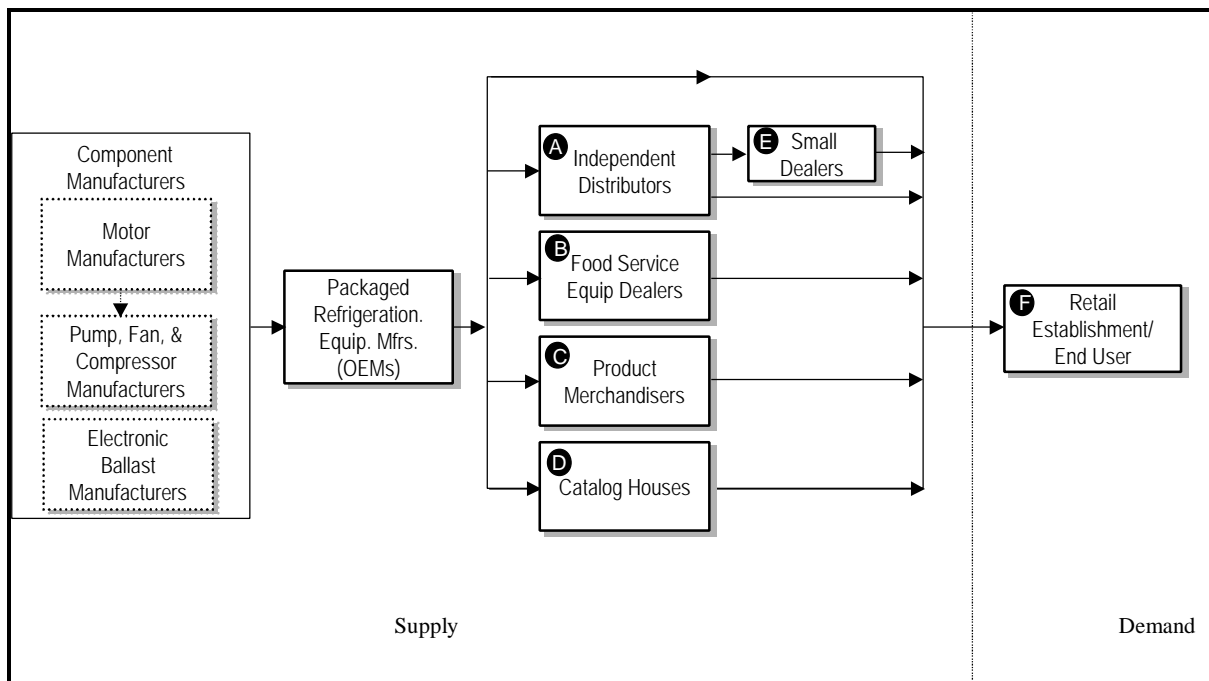 Component
Manufacturers
Motor
Manufacturers
Pump, Fan, &
Compressor
Manufacturers
Electronic
Ballast
Manufacturers
Packaged
Refrigeration.
Equip. Mfrs.
(OEMs)
A
Independent
Distributors
E
Small
Dealers
B
Food Service
Equip Dealers
C
Product
Merchandisers
D
Catalog Houses
F
Retail
Establishment/
End User
Supply
Demand